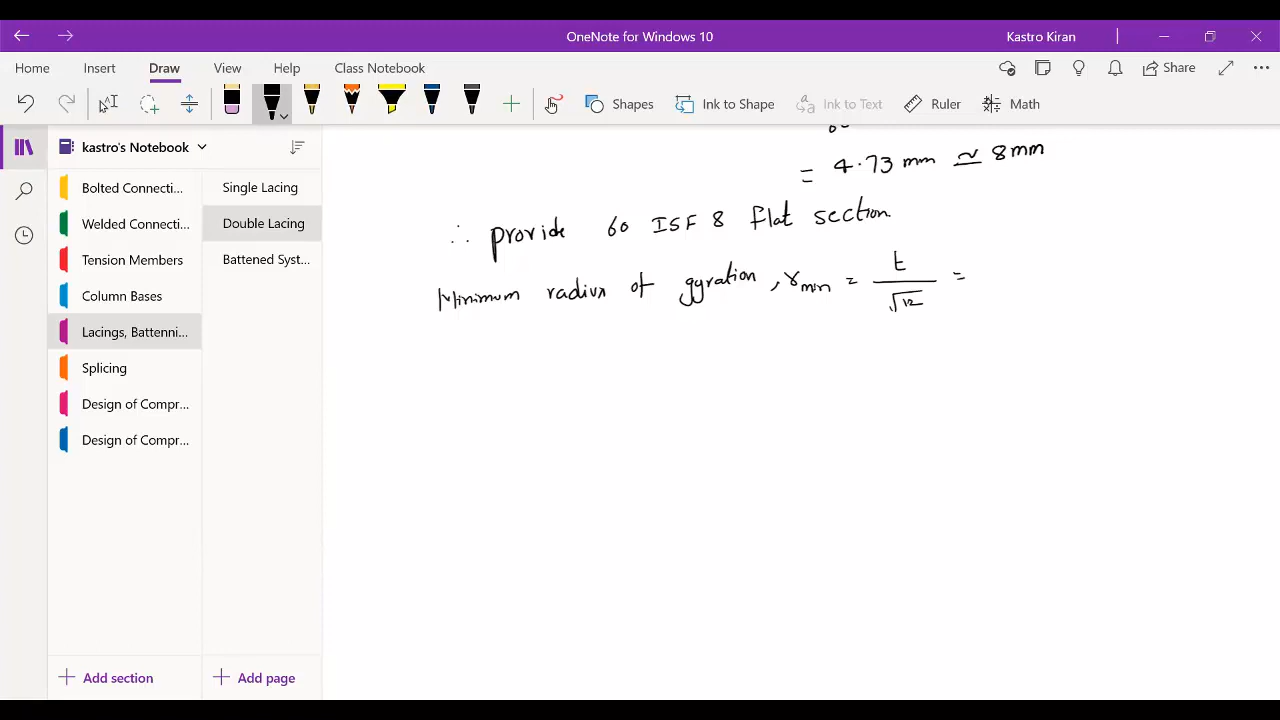 OneNote for Windows 10
Kastro Kiran
Home Insert Draw View Help Class Notebook
Share
Shapes
Ink to Shape
Ink to Text
Ruler
Math
kastro's Notebook
Bolted Connecti...
Welded Connecti...
Tension Members
Column Bases
Lacings, Battenni...
Splicing
Design of Compr...
Design of Compr...
Add section
Single Lacing
Double Lacing
Battened Syst...
Add page
= 4.73 mm ≃ 8mm
∴ provide 60 ISF 8 flat section
Minimum radius of gyration, rmin = t/√12 =